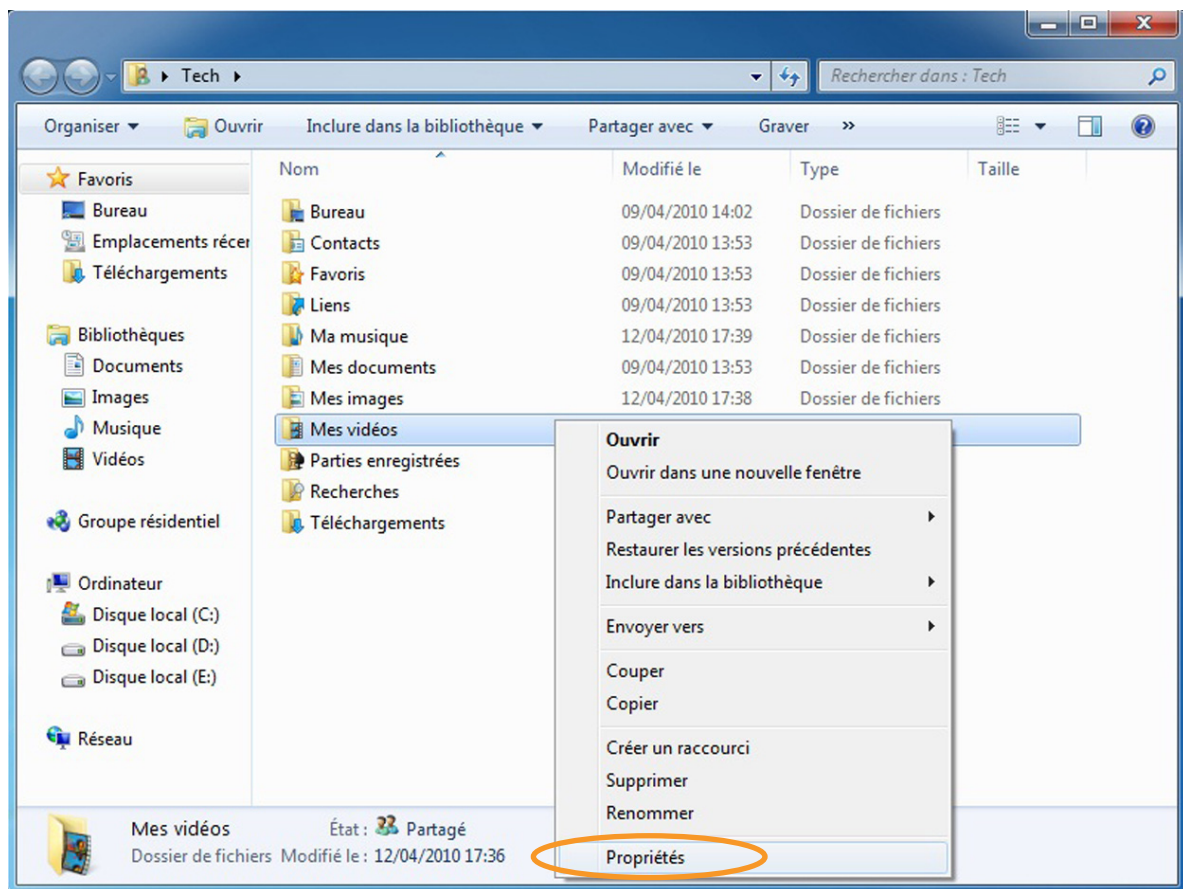 Tech
Rechercher dans : Tech
Organiser Ouvrir Inclure dans la bibliothèque Partager avec Graver »
Favoris
Bureau
Emplacements récer
Téléchargements
Bibliothèques
Documents
Images
Musique
Vidéos
Groupe résidentiel
Ordinateur
Disque local (C:)
Disque local (D:)
Disque local (E:)
Réseau
Nom Modifié le Type Taille
Bureau 09/04/2010 14:02 Dossier de fichiers
Contacts 09/04/2010 13:53 Dossier de fichiers
Favoris 09/04/2010 13:53 Dossier de fichiers
Liens 09/04/2010 13:53 Dossier de fichiers
Ma musique 12/04/2010 17:39 Dossier de fichiers
Mes documents 09/04/2010 13:53 Dossier de fichiers
Mes images 12/04/2010 17:38 Dossier de fichiers
Mes vidéos
Parties enregistrées
Recherches
Téléchargements
Ouvrir
Ouvrir dans une nouvelle fenêtre
Partager avec
Restaurer les versions précédentes
Inclure dans la bibliothèque
Envoyer vers
Couper
Copier
Créer un raccourci
Supprimer
Renommer
Propriétés
Mes vidéos État : Partagé
Dossier de fichiers Modifié le : 12/04/2010 17:36